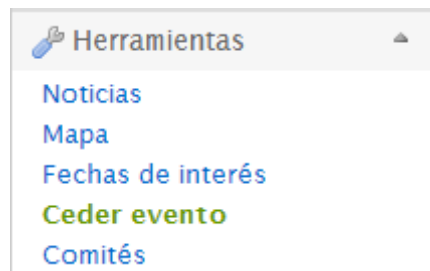 Herramientas
Noticias
Mapa
Fechas de interés
Ceder evento
Comités